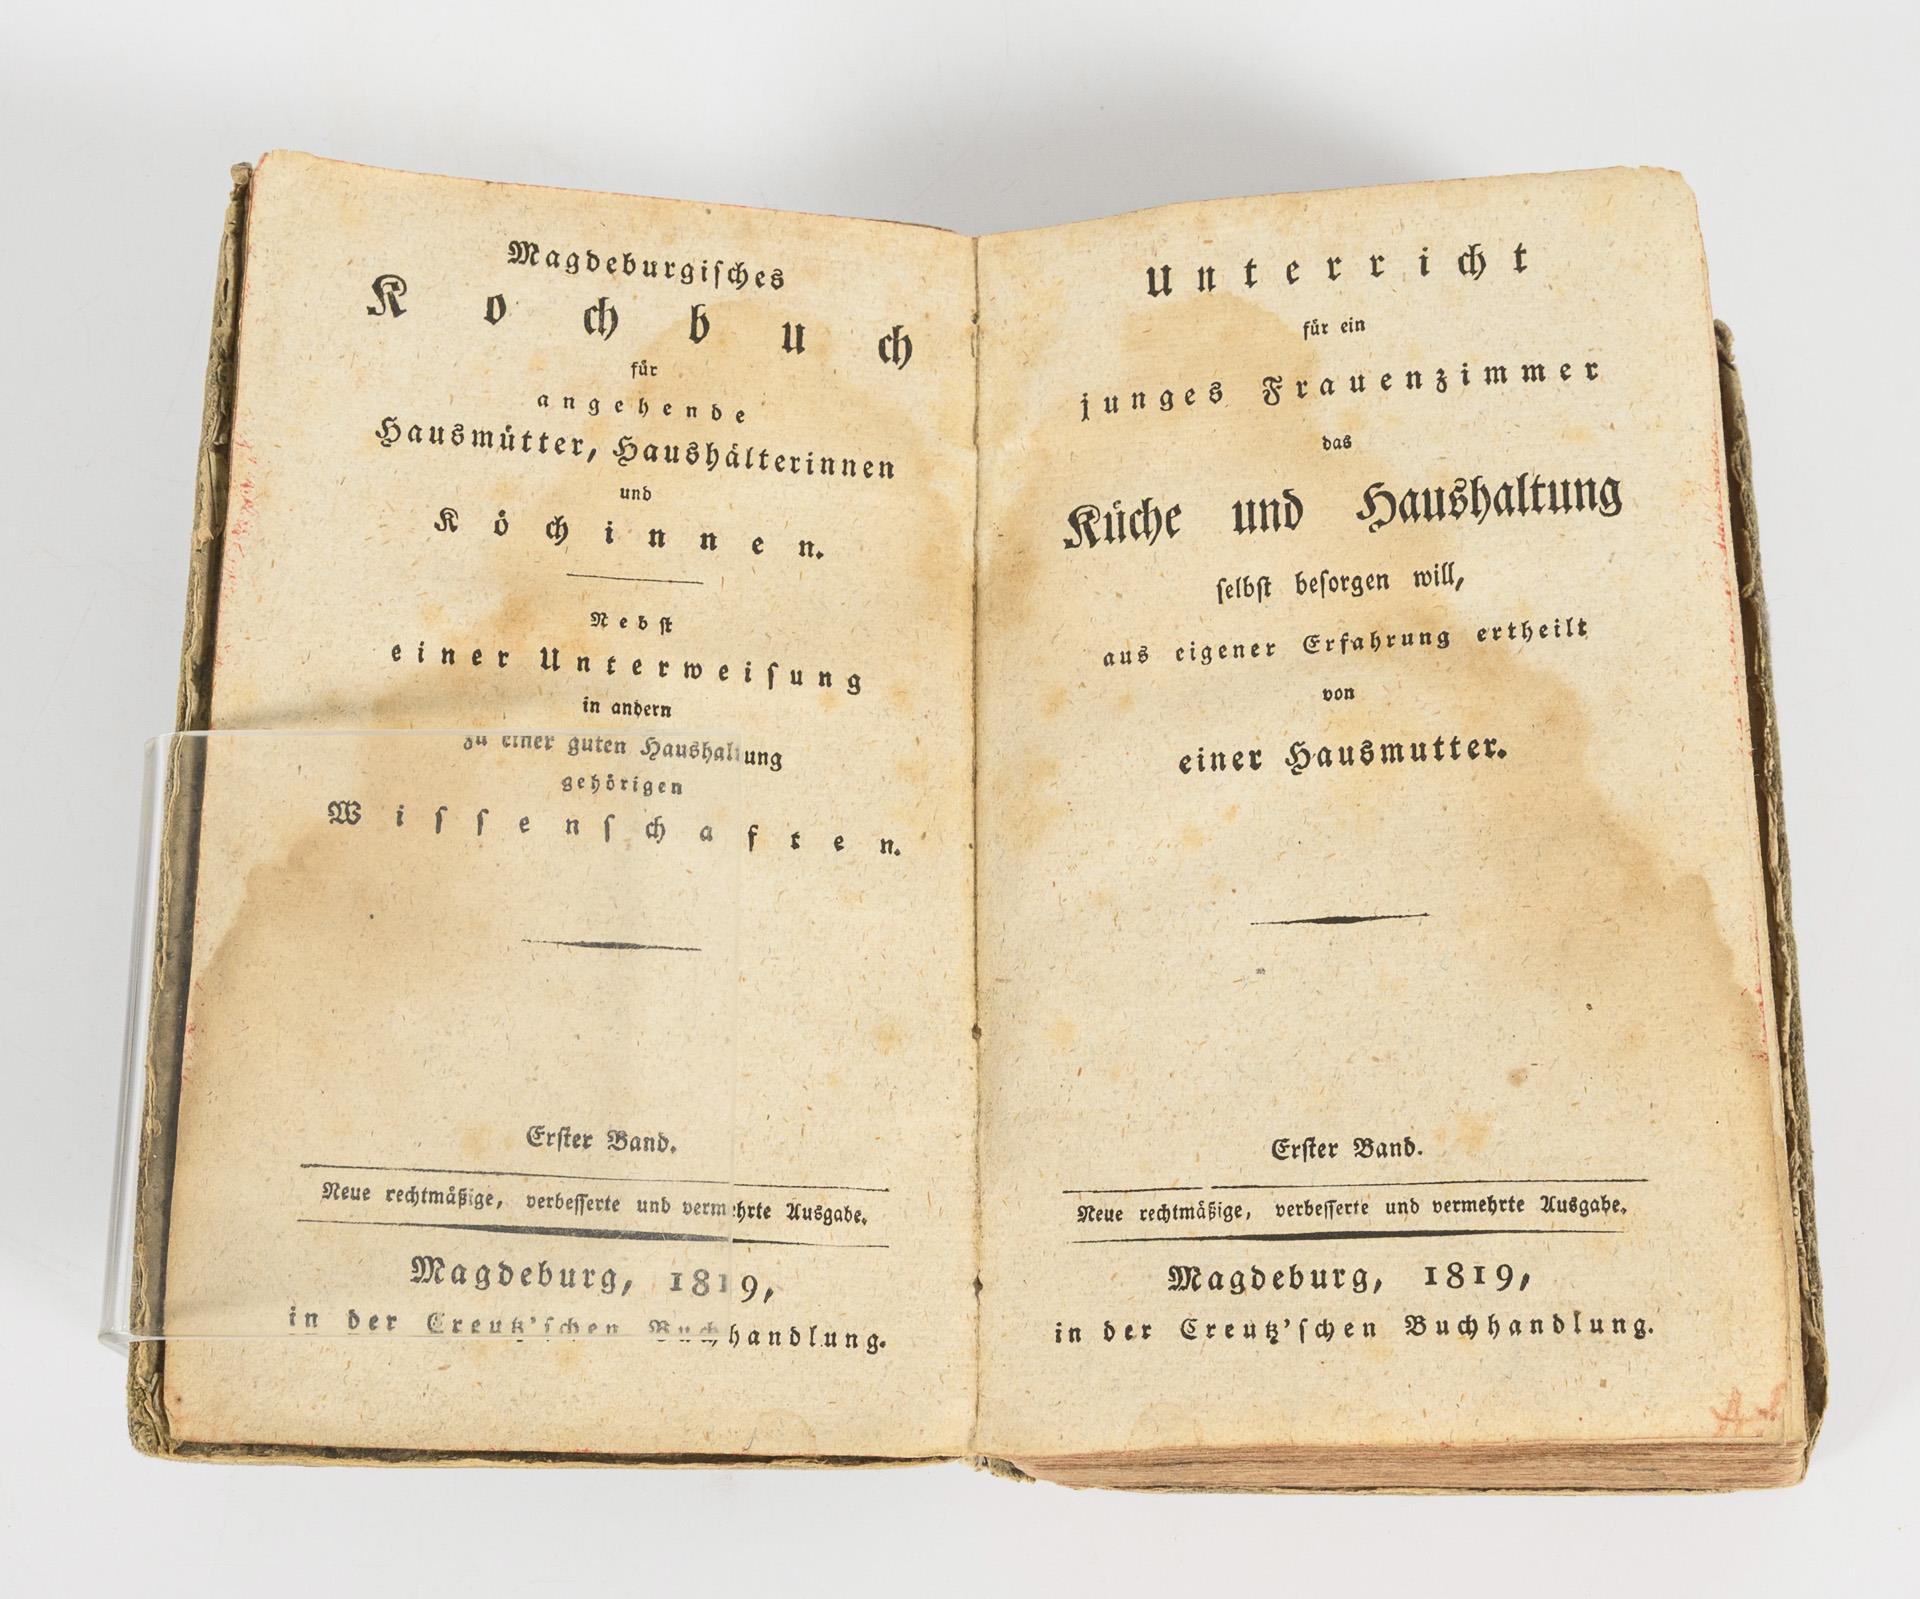 Magdeburgisches
Kochbuch
für
angehende
Hausmütter, Haushälterinnen
und
Köchinnen.
Nebst
einer Unterweisung
in andern
zu einer guten Haushaltung
gehörigen
Wissenschaften.
Erster Band.
Neue rechtmäßige, verbesserte und vermehrte Ausgabe.
Magdeburg, 1819,
in der Creutz'schen Buchhandlung.
Unterricht
für ein
junges Frauenzimmer
das
Küche und Haushaltung
selbst besorgen will,
aus eigener Erfahrung ertheilt
von
einer Hausmutter.
Erster Band.
Neue rechtmäßige, verbesserte und vermehrte Ausgabe.
Magdeburg, 1819,
in der Creutz'schen Buchhandlung.